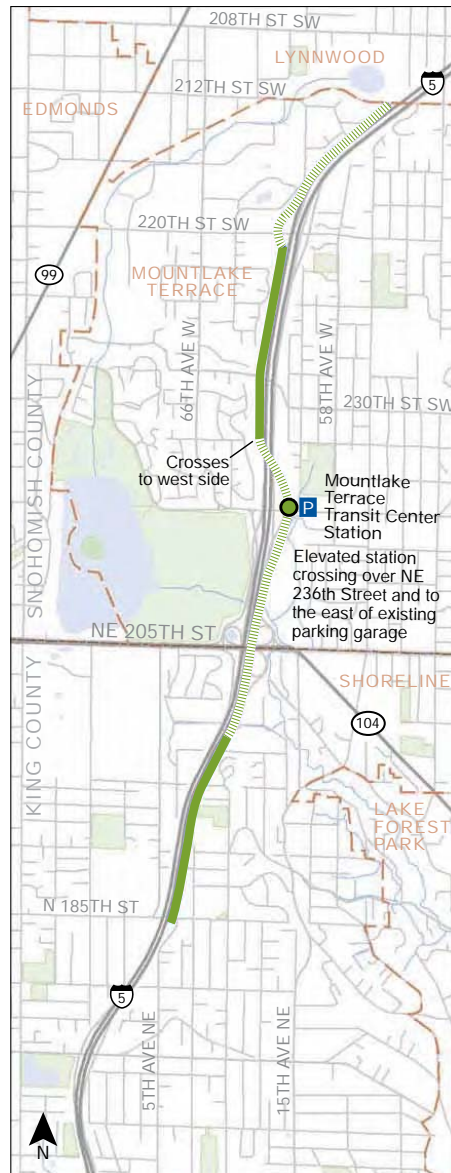 208TH ST SW
LYNNWOOD
5
212TH ST SW
EDMONDS
220TH ST SW
99
MOUNTLAKE
TERRACE
66TH AVE W
58TH AVE W
230TH ST SW
SNOHOMISH COUNTY
Crosses
to west side
P
Mountlake
Terrace
Transit Center
Station
Elevated station
crossing over NE
236th Street and to
the east of existing
parking garage
NE 205TH ST
KING COUNTY
SHORELINE
104
LAKE
FOREST
PARK
N 185TH ST
5
5TH AVE NE
15TH AVE NE
N